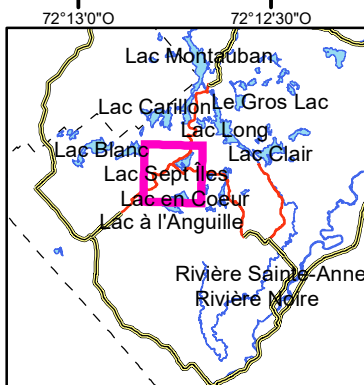 72°13'0"O 72°12'30"O
Lac Montauban
Lac Carillon Le Gros Lac
Lac Long
Lac Blanc Lac Clair
Lac Sept Îles
Lac en Coeur
Lac à l'Anguille
Rivière Sainte-Anne
Rivière Noire